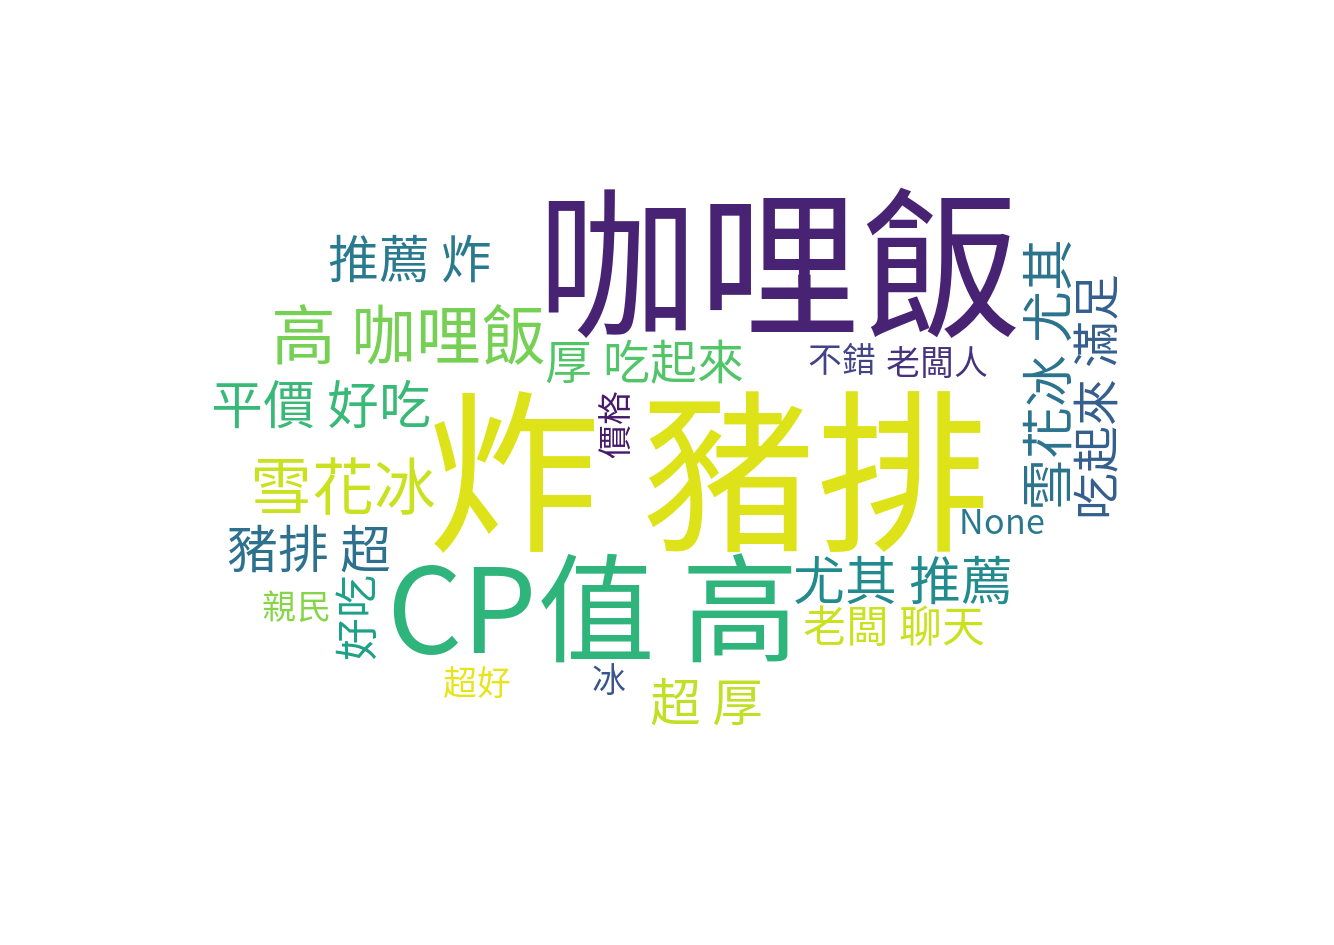 咖哩飯
推薦 炸
高 咖哩飯
厚 吃起來
不錯
老闆人
雪花冰 尤其
吃起來 滿足
平價 好吃
價格
炸 豬排
雪花冰
None
豬排 超
CP值 高
尤其 推薦
親民
好吃
老闆 聊天
超好
冰
超 厚